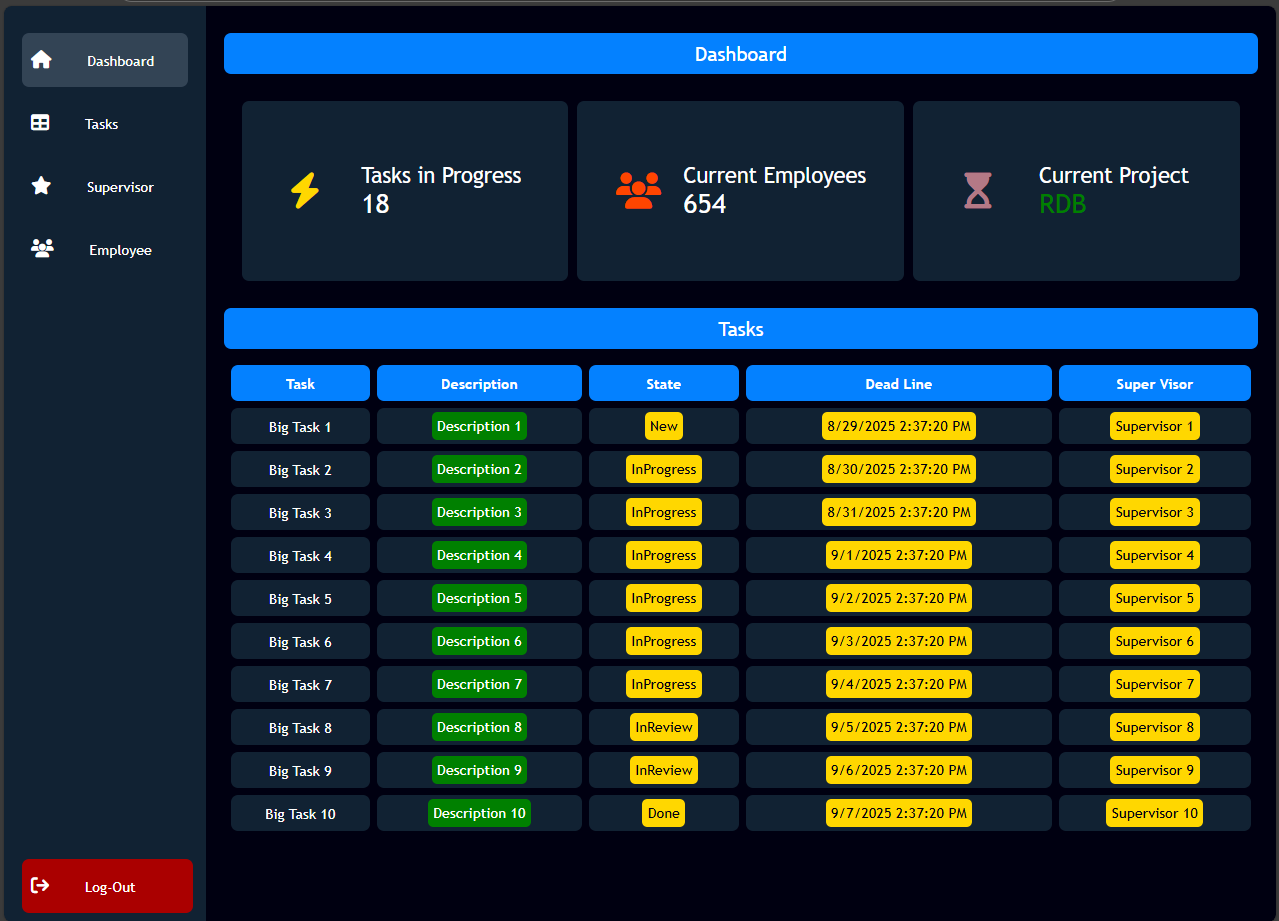 Dashboard
Tasks
Supervisor
Employee
Log-Out
Dashboard
Tasks in Progress
18
Current Employees
654
Current Project
RDB
Tasks
Task Description State Dead Line Super Visor
Big Task 1 Description 1 New 8/29/2025 2:37:20 PM Supervisor 1
Big Task 2 Description 2 InProgress 8/30/2025 2:37:20 PM Supervisor 2
Big Task 3 Description 3 InProgress 8/31/2025 2:37:20 PM Supervisor 3
Big Task 4 Description 4 InProgress 9/1/2025 2:37:20 PM Supervisor 4
Big Task 5 Description 5 InProgress 9/2/2025 2:37:20 PM Supervisor 5
Big Task 6 Description 6 InProgress 9/3/2025 2:37:20 PM Supervisor 6
Big Task 7 Description 7 InProgress 9/4/2025 2:37:20 PM Supervisor 7
Big Task 8 Description 8 InReview 9/5/2025 2:37:20 PM Supervisor 8
Big Task 9 Description 9 InReview 9/6/2025 2:37:20 PM Supervisor 9
Big Task 10 Description 10 Done 9/7/2025 2:37:20 PM Supervisor 10